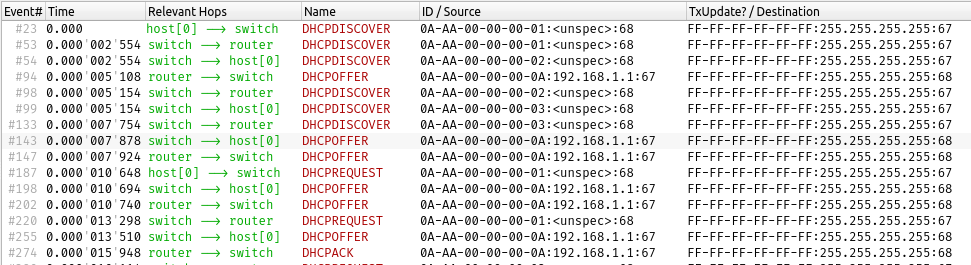 Event# Time Relevant Hops Name ID / Source TxUpdate? / Destination
#23 0.000 host[0] --> switch DHCPDISCOVER 0A-AA-00-00-00-01:<unspec>:68 FF-FF-FF-FF-FF-FF:255.255.255.255:67
#53 0.000'002'554 switch --> router DHCPDISCOVER 0A-AA-00-00-00-01:<unspec>:68 FF-FF-FF-FF-FF-FF:255.255.255.255:67
#54 0.000'002'554 switch --> host[0] DHCPDISCOVER 0A-AA-00-00-00-02:<unspec>:68 FF-FF-FF-FF-FF-FF:255.255.255.255:67
#94 0.000'005'108 router --> switch DHCPOFFER 0A-AA-00-00-00-0A:192.168.1.1:67 FF-FF-FF-FF-FF-FF:255.255.255.255:68
#98 0.000'005'154 switch --> router DHCPDISCOVER 0A-AA-00-00-00-02:<unspec>:68 FF-FF-FF-FF-FF-FF:255.255.255.255:67
#99 0.000'005'154 switch --> host[0] DHCPDISCOVER 0A-AA-00-00-00-03:<unspec>:68 FF-FF-FF-FF-FF-FF:255.255.255.255:67
#133 0.000'007'754 switch --> router DHCPDISCOVER 0A-AA-00-00-00-03:<unspec>:68 FF-FF-FF-FF-FF-FF:255.255.255.255:67
#143 0.000'007'878 switch --> host[0] DHCPOFFER 0A-AA-00-00-00-0A:192.168.1.1:67 FF-FF-FF-FF-FF-FF:255.255.255.255:68
#147 0.000'007'924 router --> switch DHCPOFFER 0A-AA-00-00-00-0A:192.168.1.1:67 FF-FF-FF-FF-FF-FF:255.255.255.255:68
#187 0.000'010'648 host[0] --> switch DHCPREQUEST 0A-AA-00-00-00-01:<unspec>:68 FF-FF-FF-FF-FF-FF:255.255.255.255:67
#198 0.000'010'694 switch --> host[0] DHCPOFFER 0A-AA-00-00-00-0A:192.168.1.1:67 FF-FF-FF-FF-FF-FF:255.255.255.255:68
#202 0.000'010'740 router --> switch DHCPOFFER 0A-AA-00-00-00-0A:192.168.1.1:67 FF-FF-FF-FF-FF-FF:255.255.255.255:68
#220 0.000'013'298 switch --> router DHCPREQUEST 0A-AA-00-00-00-01:<unspec>:68 FF-FF-FF-FF-FF-FF:255.255.255.255:67
#255 0.000'013'510 switch --> host[0] DHCPOFFER 0A-AA-00-00-00-0A:192.168.1.1:67 FF-FF-FF-FF-FF-FF:255.255.255.255:68
#274 0.000'015'948 router --> switch DHCPACK 0A-AA-00-00-00-0A:192.168.1.1:67 FF-FF-FF-FF-FF-FF:255.255.255.255:68